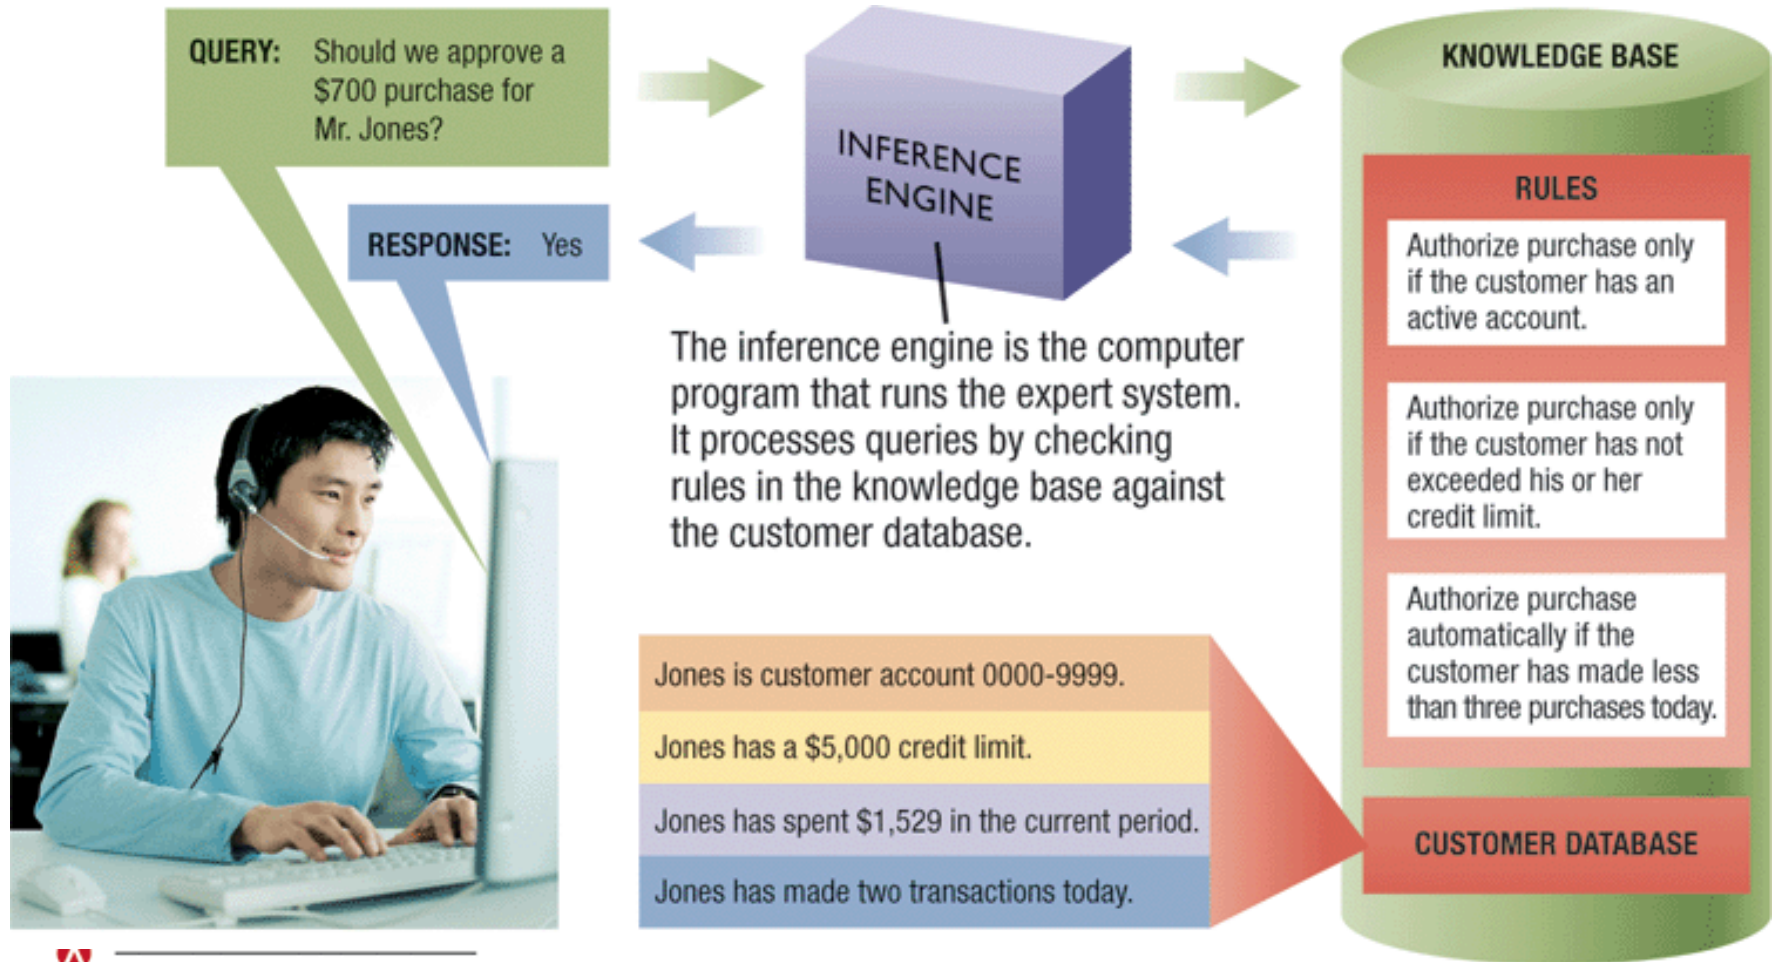 QUERY: Should we approve a
$700 purchase for
Mr. Jones?
RESPONSE: Yes
INFERENCE
ENGINE
The inference engine is the computer
program that runs the expert system.
It processes queries by checking
rules in the knowledge base against
the customer database.
KNOWLEDGE BASE
RULES
Authorize purchase only
if the customer has an
active account.
Authorize purchase only
if the customer has not
exceeded his or her
credit limit.
Authorize purchase
automatically if the
customer has made less
than three purchases today.
Jones is customer account 0000-9999.
Jones has a $5,000 credit limit.
Jones has spent $1,529 in the current period.
Jones has made two transactions today.
CUSTOMER DATABASE